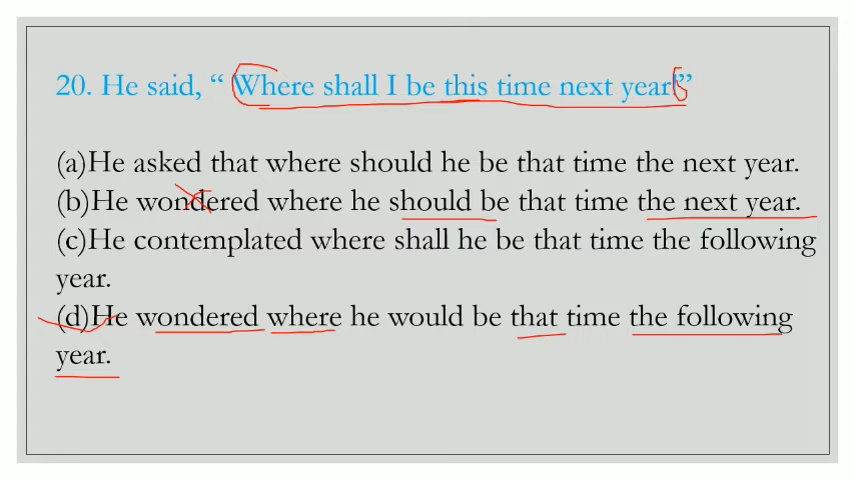 20. He said, “ Where shall I be this time next year!”
(a)He asked that where should he be that time the next year.
(b)He wondered where he should be that time the next year.
(c)He contemplated where shall he be that time the following
year.
(d)He wondered where he would be that time the following
year.